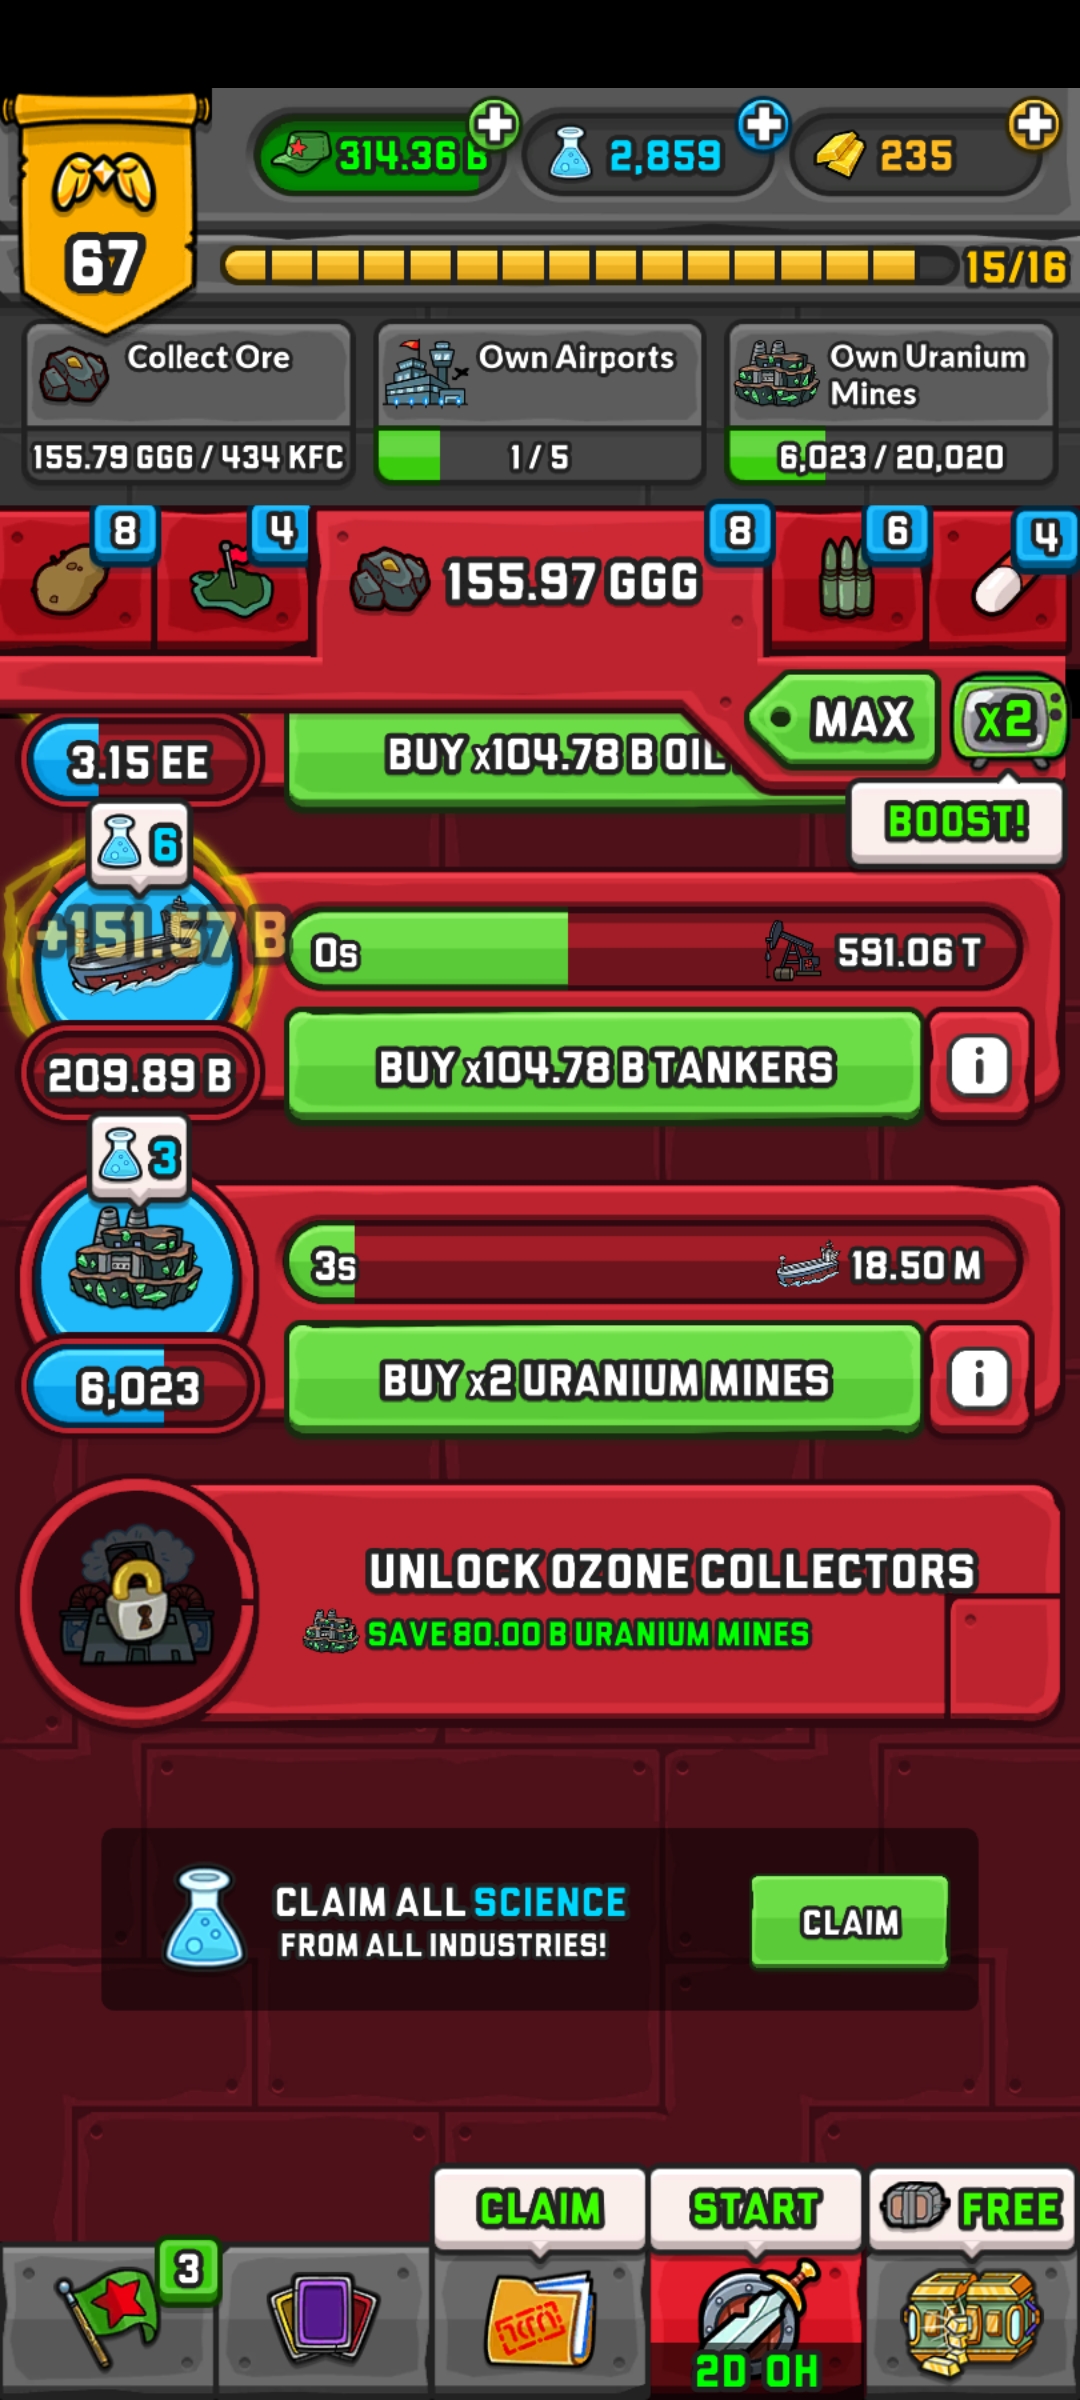 314.36 B
2,859
235
67
15/16
Collect Ore
155.79 GGG / 434 KFC
Own Airports
1 / 5
Own Uranium
Mines
6,023 / 20,020
8
4
155.97 GGG
8
6
4
MAX
x2
BOOST!
3.15 EE
BUY x104.78 B OIL
6
+151.57 B
0s
591.06 T
209.89 B
BUY x104.78 B TANKERS
i
3
3s
18.50 M
6,023
BUY x2 URANIUM MINES
i
UNLOCK OZONE COLLECTORS
SAVE 80.00 B URANIUM MINES
CLAIM ALL SCIENCE
FROM ALL INDUSTRIES!
CLAIM
CLAIM
START
FREE
3
2D 0H